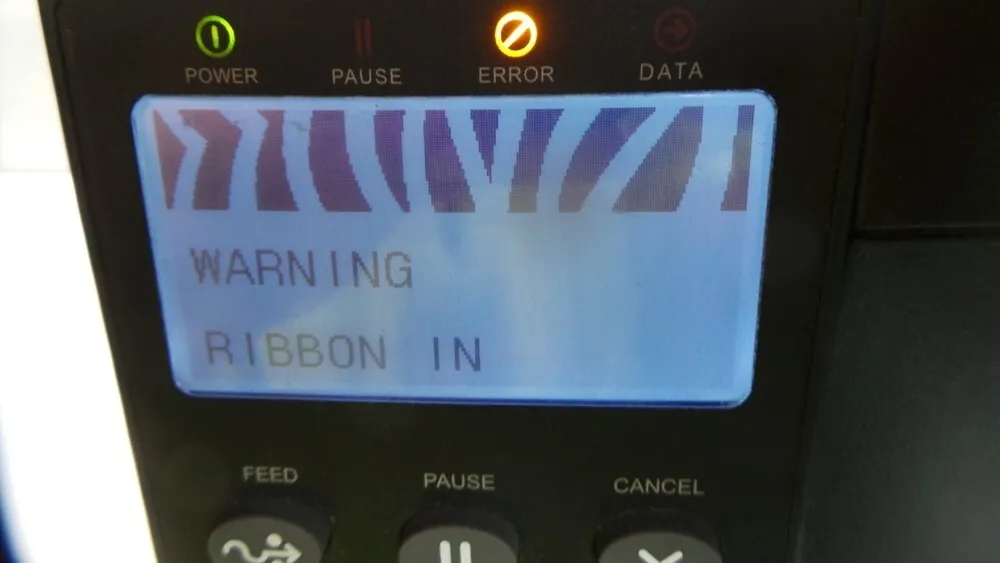 POWER PAUSE ERROR DATA
WARNING
RIBBON IN
FEED PAUSE CANCEL